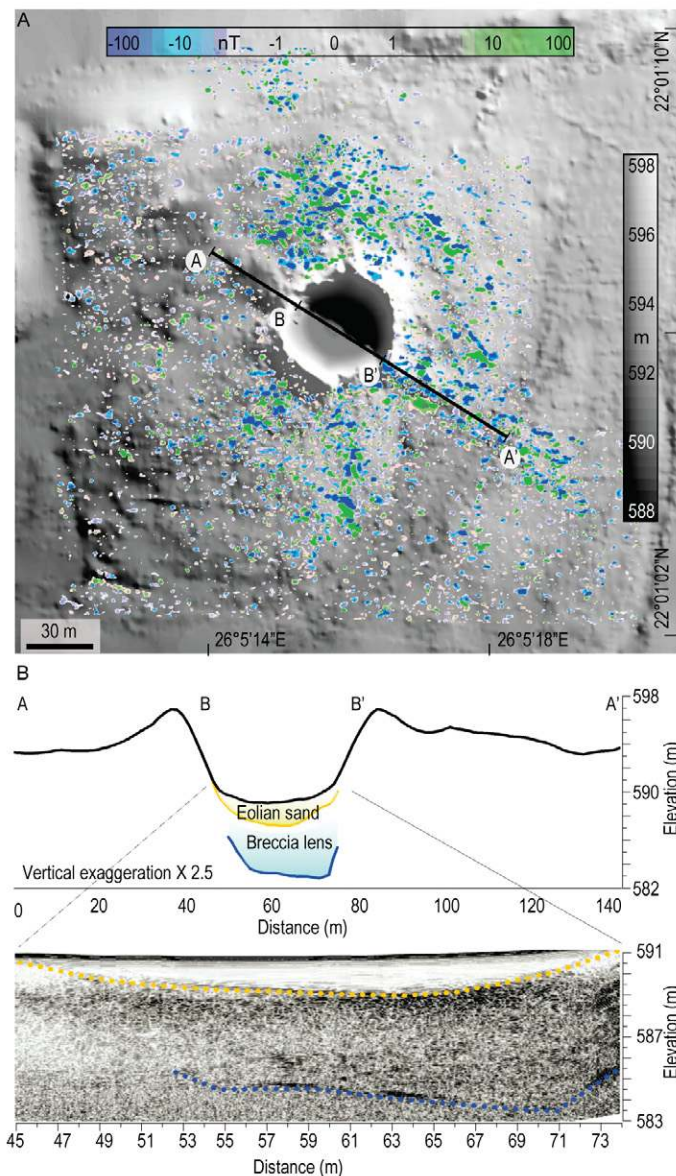 A
-100 -10 nT -1 0 1 10 100
22°01'10"N
598
596
594
m
592
590
588
A
B
B'
A'
22°01'02"N
30 m
26°5'14"E 26°5'18"E
B
A B B' A'
598
590
582
Elevation (m)
Eolian sand
Breccia lens
Vertical exaggeration X 2.5
0 20 40 60 80 100 120 140
Distance (m)
591
587
583
Elevation (m)
45 47 49 51 53 55 57 59 61 63 65 67 69 71 73
Distance (m)